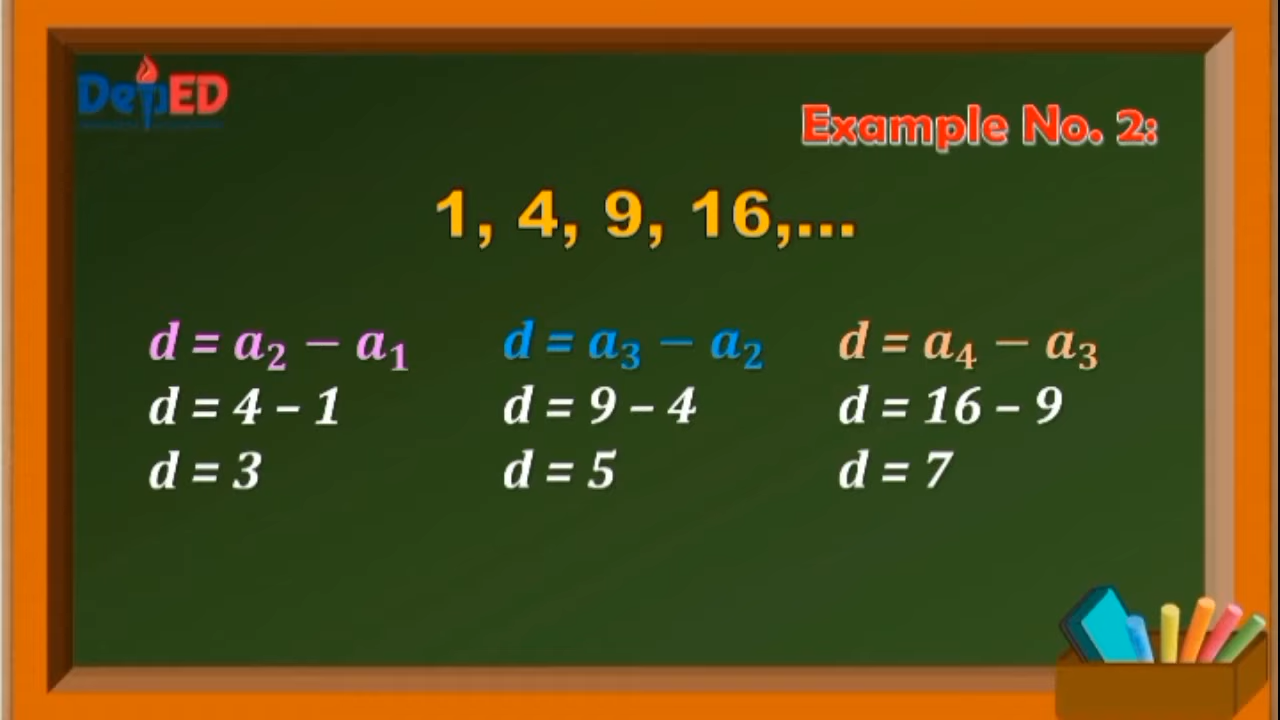 DepED
Example No. 2:
1, 4, 9, 16,...
d = a₂ − a₁
d = 4 – 1
d = 3
d = a₃ − a₂
d = 9 – 4
d = 5
d = a₄ − a₃
d = 16 – 9
d = 7